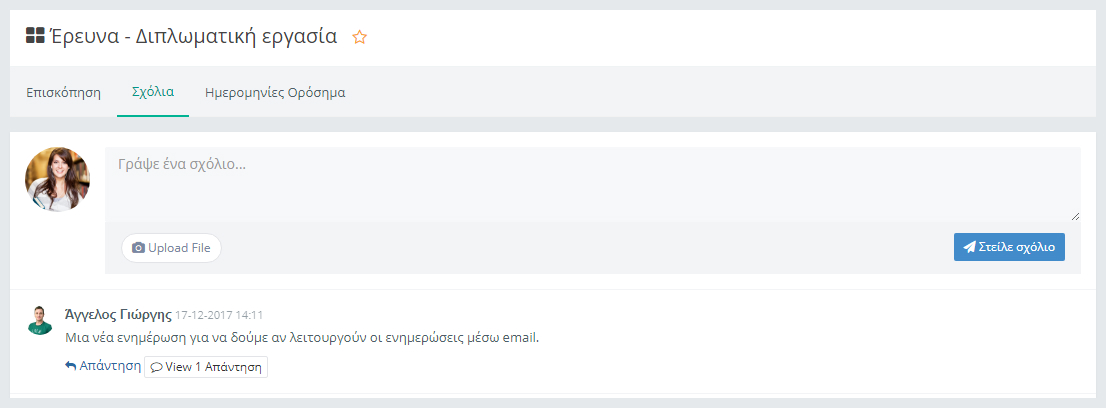 Έρευνα - Διπλωματική εργασία
Επισκόπηση Σχόλια Ημερομηνίες Ορόσημα
Γράψε ένα σχόλιο...
Upload File Στείλε σχόλιο
Άγγελος Γιώργης 17-12-2017 14:11
Μια νέα ενημέρωση για να δούμε αν λειτουργούν οι ενημερώσεις μέσω email.
Απάντηση View 1 Απάντηση